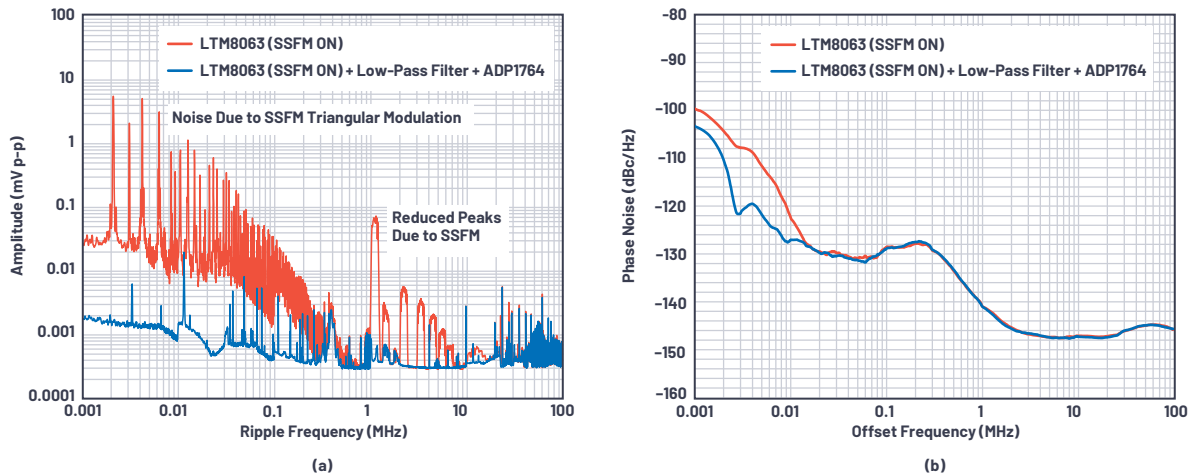 100
10
1
0.1
0.01
0.001
0.0001
Amplitude (mV p-p)
LTM8063 (SSFM ON)
LTM8063 (SSFM ON) + Low-Pass Filter + ADP1764
Noise Due to SSFM Triangular Modulation
Reduced Peaks
Due to SSFM
0.001 0.01 0.1 1 10 100
Ripple Frequency (MHz)
(a)
−80
−100
−110
−120
−130
−140
−150
−160
Phase Noise (dBc/Hz)
LTM8063 (SSFM ON)
LTM8063 (SSFM ON) + Low-Pass Filter + ADP1764
0.001 0.01 0.1 1 10 100
Offset Frequency (MHz)
(b)